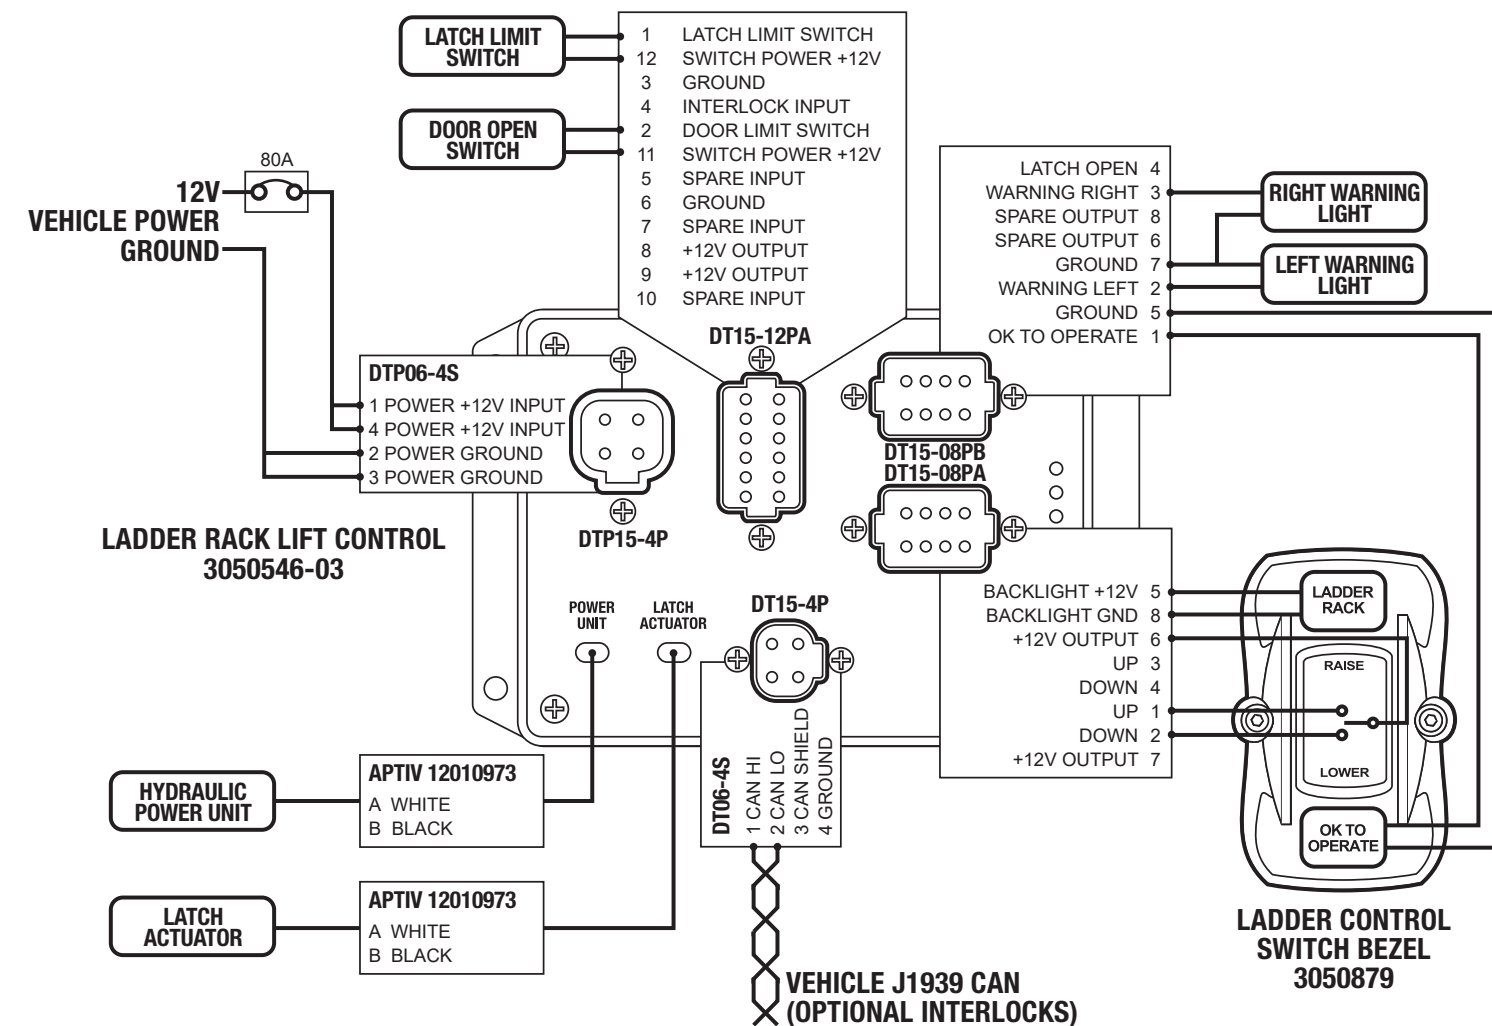 LATCH LIMIT
SWITCH
1 LATCH LIMIT SWITCH
12 SWITCH POWER +12V
3 GROUND
4 INTERLOCK INPUT
DOOR OPEN
SWITCH
2 DOOR LIMIT SWITCH
11 SWITCH POWER +12V
5 SPARE INPUT
6 GROUND
7 SPARE INPUT
8 +12V OUTPUT
9 +12V OUTPUT
10 SPARE INPUT
DT15-12PA
80A
12V
VEHICLE POWER
GROUND
DTP06-4S
1 POWER +12V INPUT
4 POWER +12V INPUT
2 POWER GROUND
3 POWER GROUND
DTP15-4P
LADDER RACK LIFT CONTROL
3050546-03
LATCH OPEN 4
WARNING RIGHT 3
SPARE OUTPUT 8
SPARE OUTPUT 6
GROUND 7
WARNING LEFT 2
GROUND 5
OK TO OPERATE 1
RIGHT WARNING
LIGHT
LEFT WARNING
LIGHT
DT15-08PB
DT15-08PA
BACKLIGHT +12V 5
BACKLIGHT GND 8
+12V OUTPUT 6
UP 3
DOWN 4
UP 1
DOWN 2
+12V OUTPUT 7
LADDER
RACK
RAISE
LOWER
OK TO
OPERATE
LADDER CONTROL
SWITCH BEZEL
3050879
POWER
UNIT
LATCH
ACTUATOR
DT15-4P
DT06-4S
1 CAN HI
2 CAN LO
3 CAN SHIELD
4 GROUND
HYDRAULIC
POWER UNIT
APTIV 12010973
A WHITE
B BLACK
LATCH
ACTUATOR
APTIV 12010973
A WHITE
B BLACK
VEHICLE J1939 CAN
(OPTIONAL INTERLOCKS)